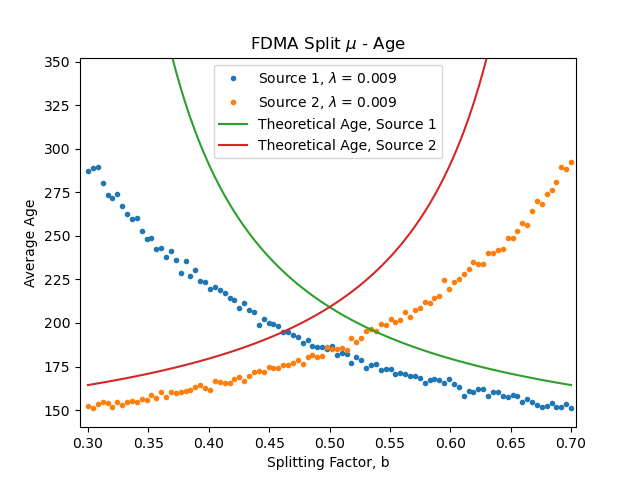 FDMA Split μ - Age
Source 1, λ = 0.009
Source 2, λ = 0.009
Theoretical Age, Source 1
Theoretical Age, Source 2
350
325
300
275
250
225
200
175
150
Average Age
0.30 0.35 0.40 0.45 0.50 0.55 0.60 0.65 0.70
Splitting Factor, b